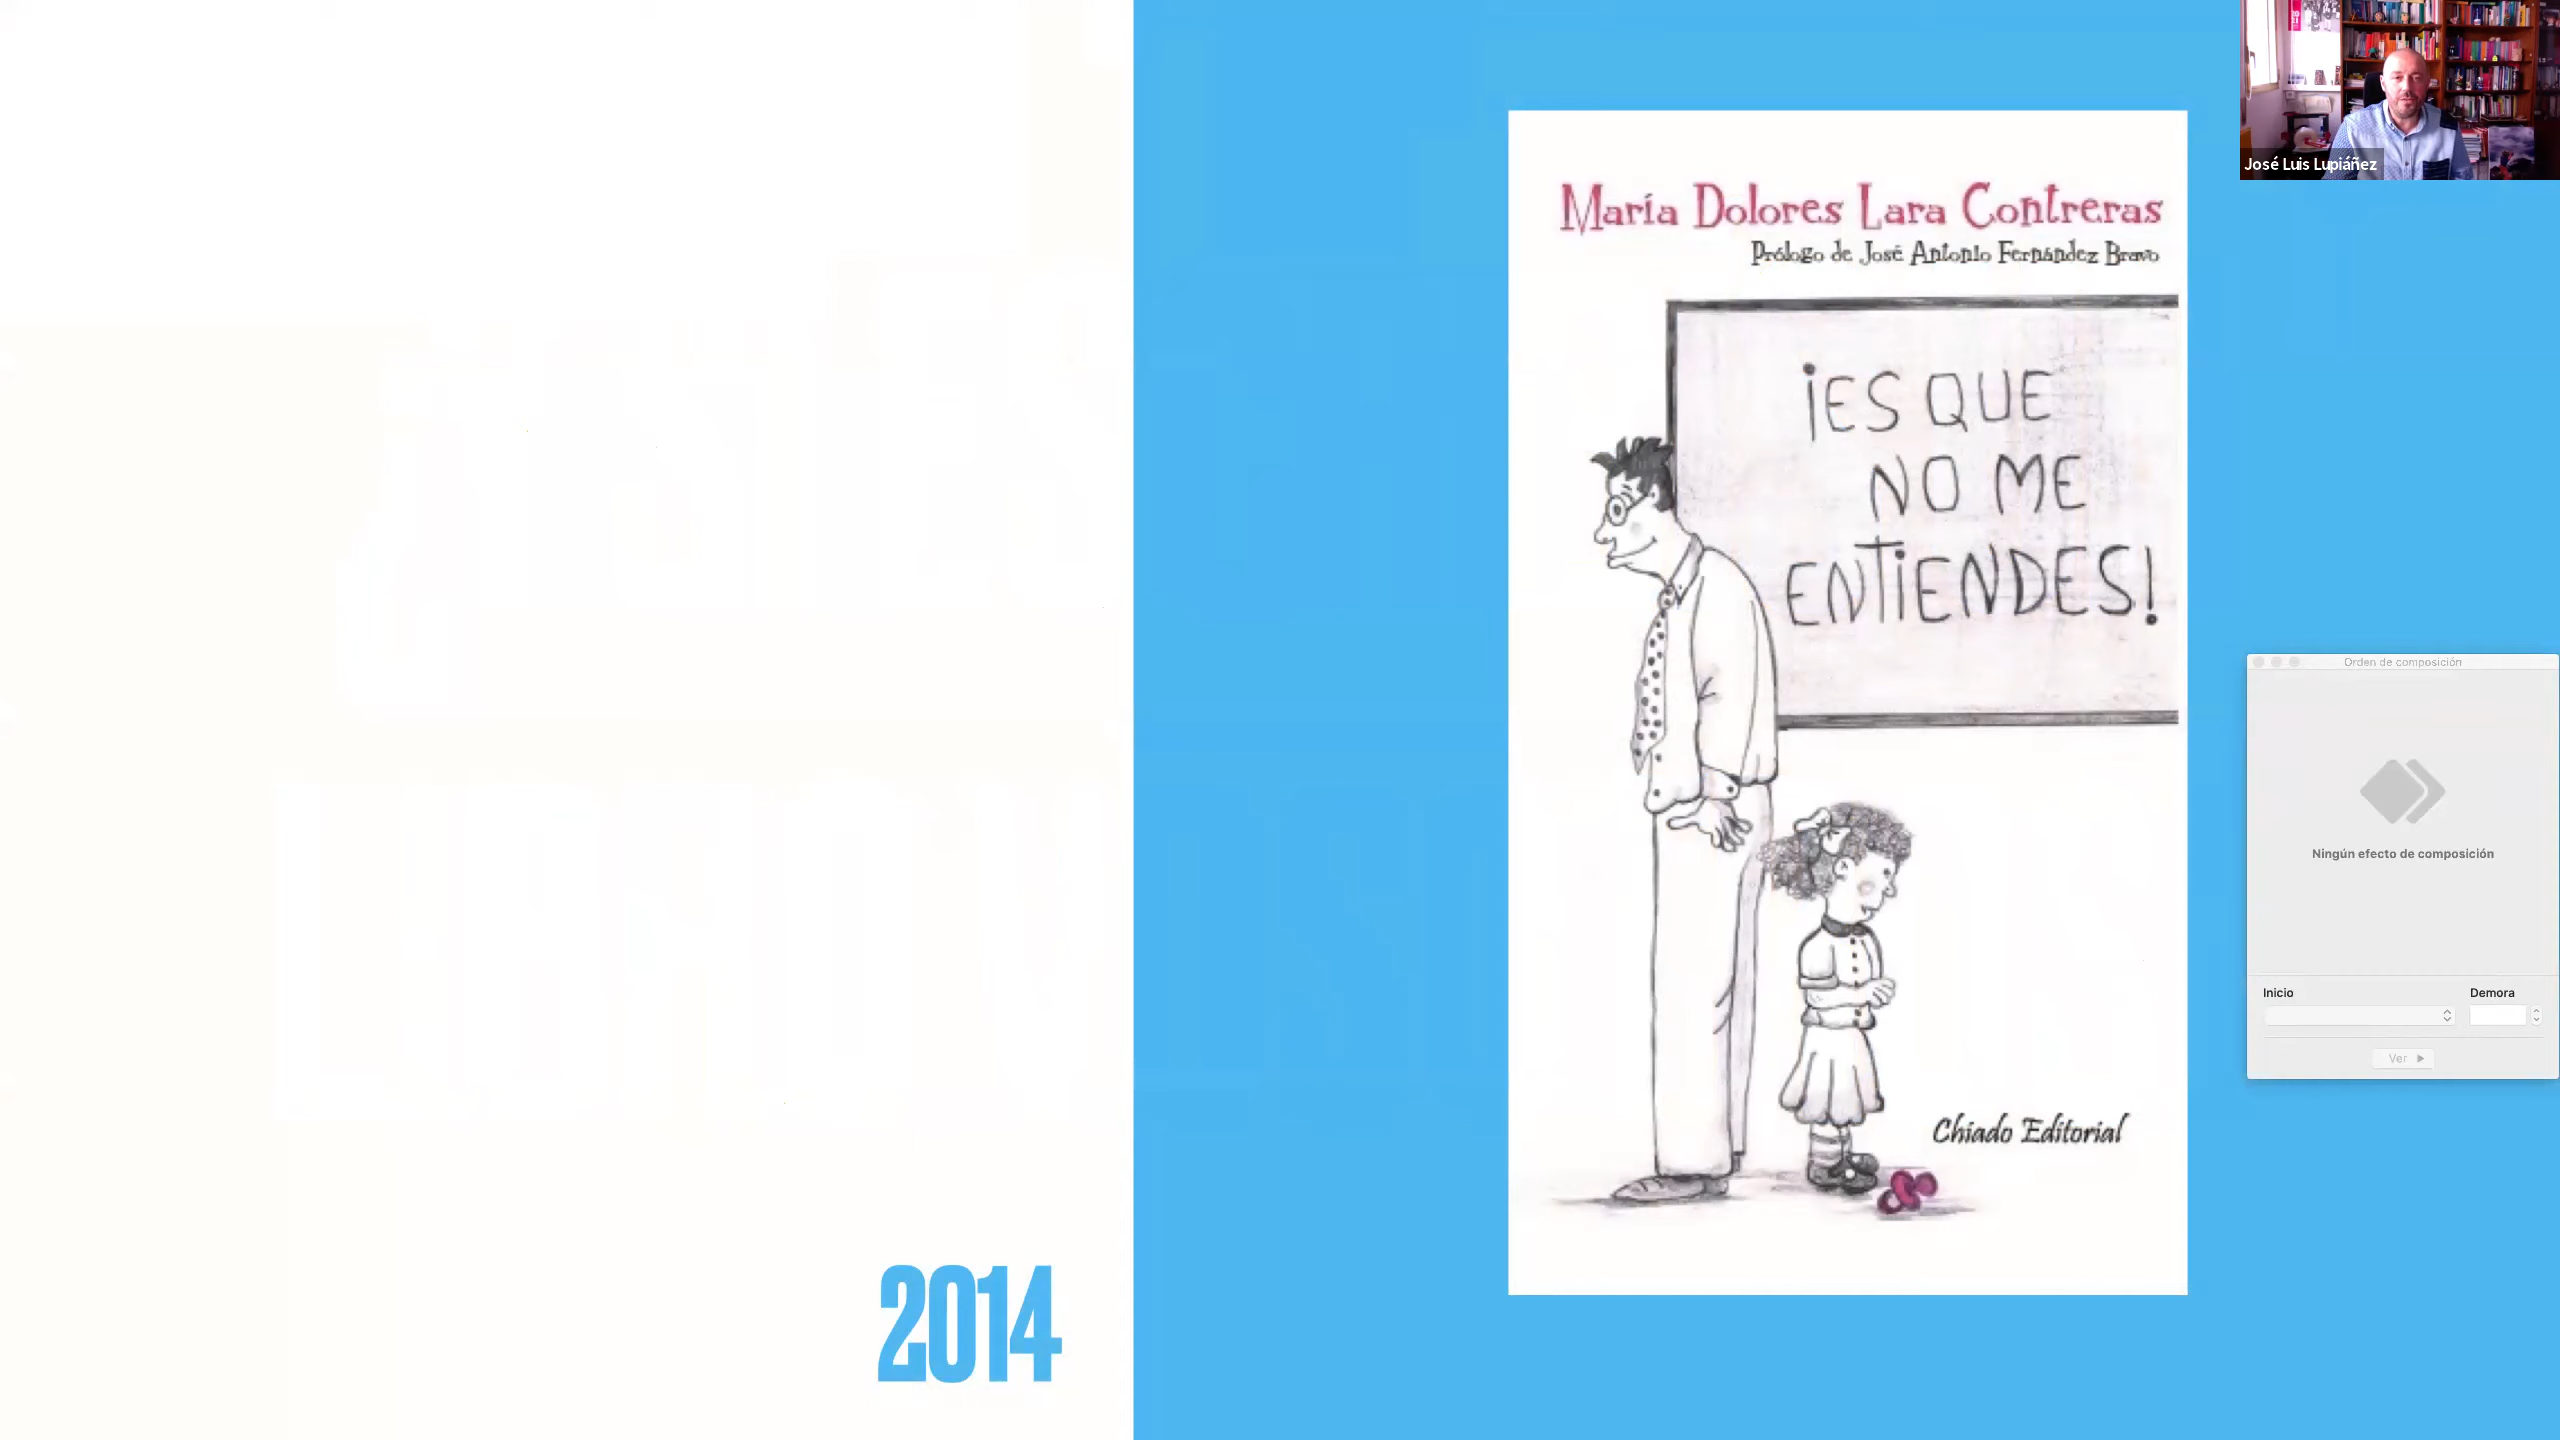 José Luis Lupiáñez
María Dolores Lara Contreras
Prólogo de José Antonio Fernández Bravo
¡ES QUE
NO ME
ENTIENDES!
Chiado Editorial
2014
Orden de composición
Ningún efecto de composición
Inicio
Demora
Ver